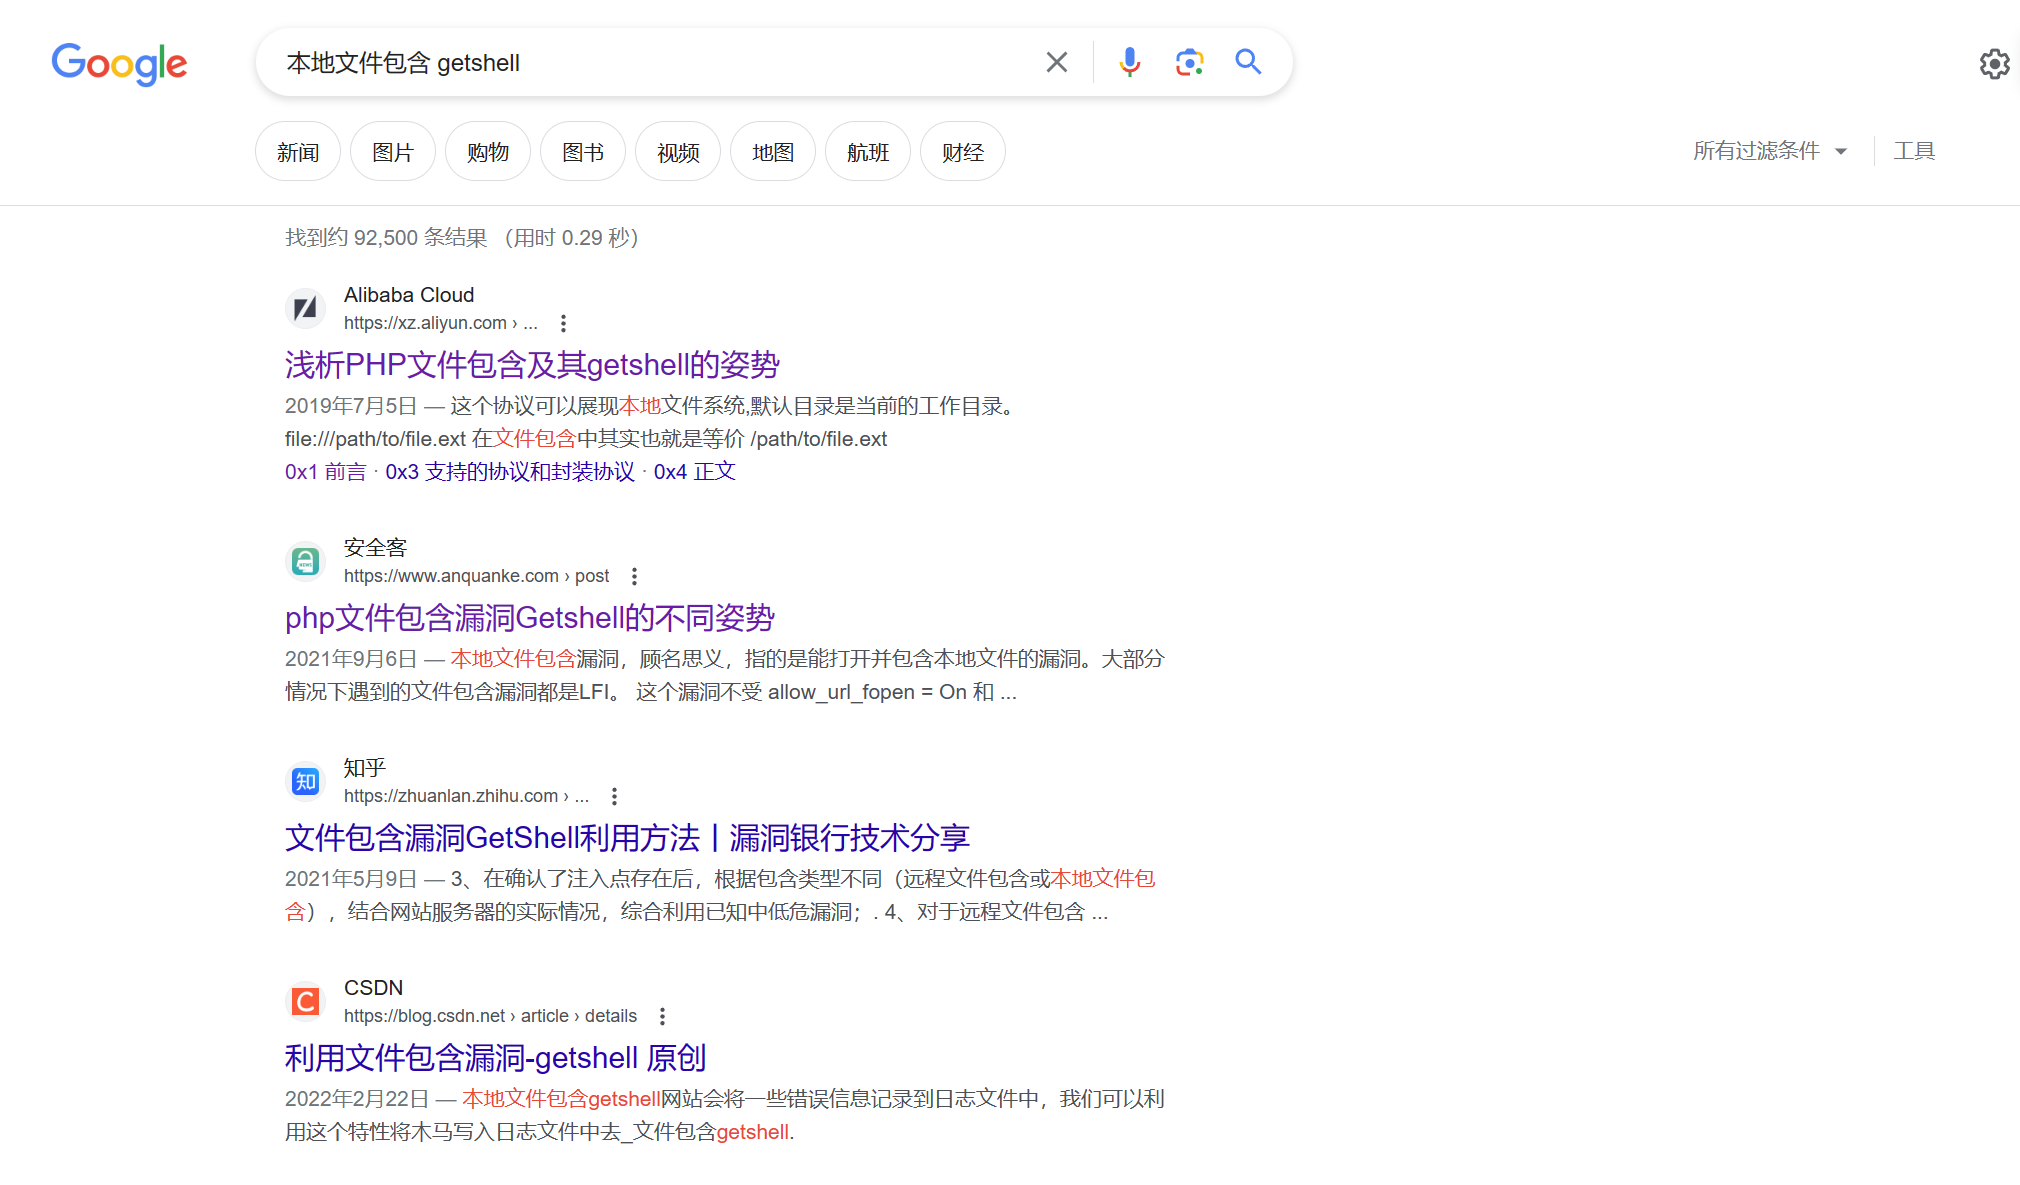 Google
本地文件包含 getshell
新闻 图片 购物 图书 视频 地图 航班 财经 所有过滤条件 工具
找到约 92,500 条结果 （用时 0.29 秒）
Alibaba Cloud
https://xz.aliyun.com › ...
浅析PHP文件包含及其getshell的姿势
2019年7月5日 — 这个协议可以展现本地文件系统,默认目录是当前的工作目录。
file:///path/to/file.ext 在文件包含中其实也就是等价 /path/to/file.ext
0x1 前言 · 0x3 支持的协议和封装协议 · 0x4 正文
NEWS
安全客
https://www.anquanke.com › post
php文件包含漏洞Getshell的不同姿势
2021年9月6日 — 本地文件包含漏洞，顾名思义，指的是能打开并包含本地文件的漏洞。大部分
情况下遇到的文件包含漏洞都是LFI。 这个漏洞不受 allow_url_fopen = On 和 ...
知
知乎
https://zhuanlan.zhihu.com › ...
文件包含漏洞GetShell利用方法丨漏洞银行技术分享
2021年5月9日 — 3、在确认了注入点存在后，根据包含类型不同（远程文件包含或本地文件包
含），结合网站服务器的实际情况，综合利用已知中低危漏洞；. 4、对于远程文件包含 ...
C
CSDN
https://blog.csdn.net › article › details
利用文件包含漏洞-getshell 原创
2022年2月22日 — 本地文件包含getshell网站会将一些错误信息记录到日志文件中，我们可以利
用这个特性将木马写入日志文件中去_文件包含getshell.